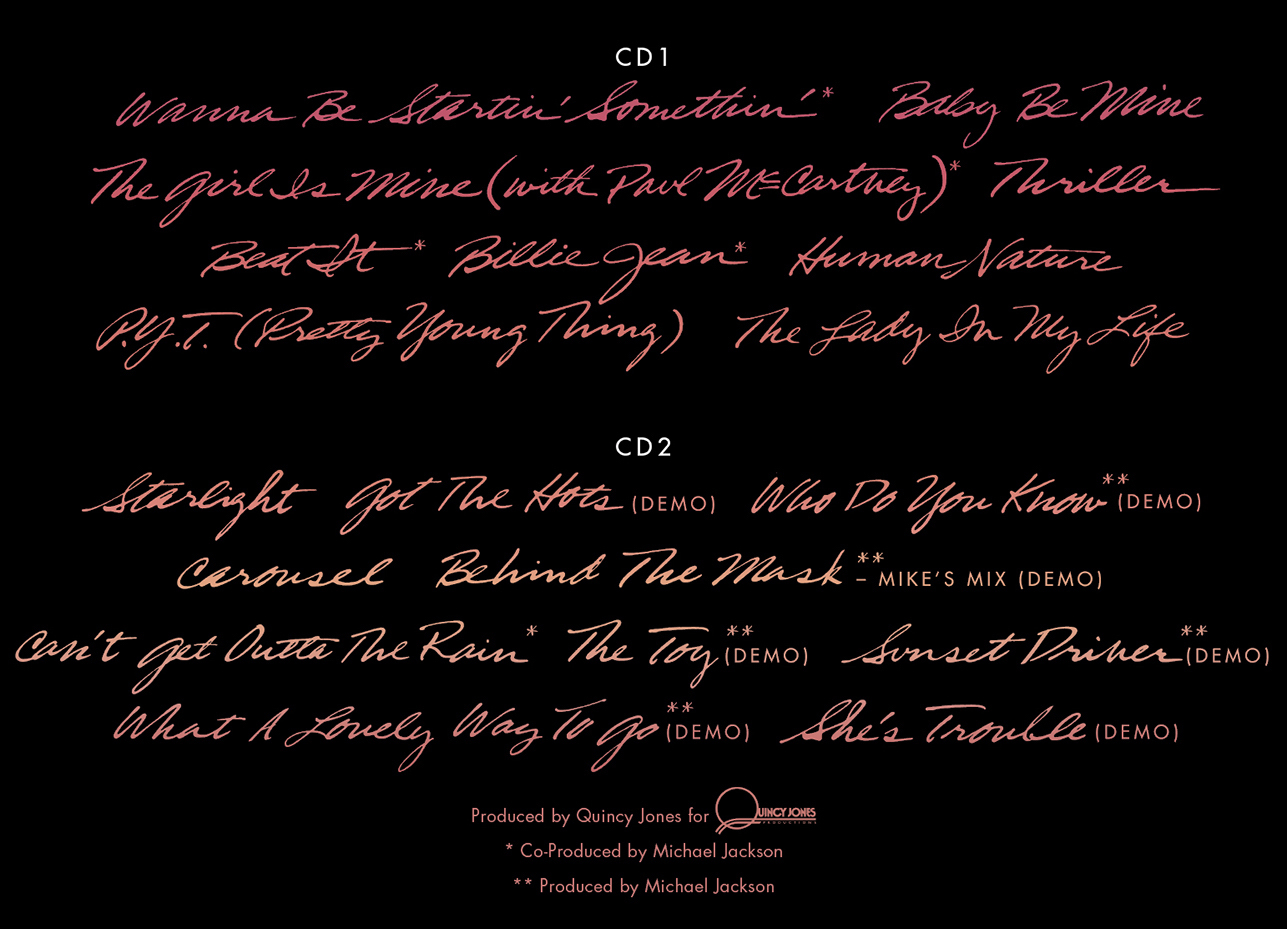 CD1
Wanna Be Startin' Somethin'* Baby Be Mine
The Girl Is Mine (with Paul McCartney)* Thriller
Beat It* Billie Jean* Human Nature
P.Y.T. (Pretty Young Thing) The Lady In My Life
CD2
Starlight Got The Hots (DEMO) Who Do You Know** (DEMO)
Carousel Behind The Mask** – MIKE'S MIX (DEMO)
Can't Get Outta The Rain* The Toy** (DEMO) Sunset Driver** (DEMO)
What A Lovely Way To Go** (DEMO) She's Trouble (DEMO)
Produced by Quincy Jones for QUINCY JONES PRODUCTIONS
* Co-Produced by Michael Jackson
** Produced by Michael Jackson